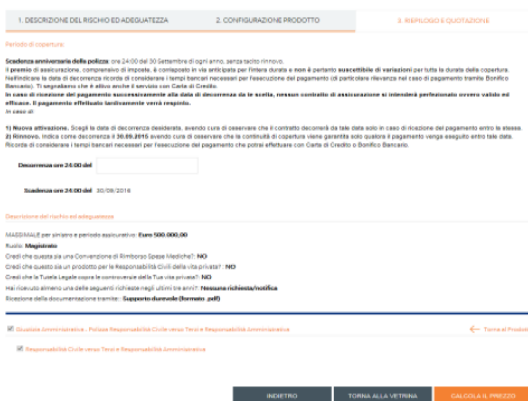 1. DESCRIZIONE DEL RISCHIO ED ADEGUATEZZA
2. CONFIGURAZIONE PRODOTTO
3. RIEPILOGO E QUOTAZIONE
Periodo di copertura:
Scadenza anniversaria della polizza: ore 24:00 del 30 Settembre di ogni anno, senza tacito rinnovo.
Il premio di assicurazione, comprensivo di imposte, è corrisposto in via anticipata per l'intera durata e non è pertanto suscettibile di variazioni per tutta la durata della copertura.
Nell'indicare la data di decorrenza ricorda di considerare i tempi bancari necessari per l'esecuzione del pagamento (di particolare rilevanza nel caso di pagamento tramite Bonifico
Bancario). Ti segnaliamo che è attivo anche il servizio con Carta di Credito.
In caso di ricezione del pagamento successivamente alla data di decorrenza da te scelta, nessun contratto di assicurazione si intenderà perfezionato ovvero valido ed
efficace. Il pagamento effettuato tardivamente verrà respinto.
In caso di:
1) Nuova attivazione. Scegli la data di decorrenza desiderata, avendo cura di osservare che il contratto decorrerà da tale data solo in caso di ricezione del pagamento entro la stessa.
2) Rinnovo. Indica come decorrenza il 30.09.2015 avendo cura di osservare che la continuità di copertura viene garantita solo qualora il pagamento venga eseguito entro tale data.
Ricorda di considerare i tempi bancari necessari per l'esecuzione del pagamento che potrai effettuare con Carta di Credito o Bonifico Bancario.
Decorrenza ore 24:00 del
Scadenza ore 24:00 del 30/09/2016
Descrizione del rischio ed adeguatezza
MASSIMALE per sinistro e periodo assicurativo: Euro 500.000,00
Ruolo: Magistrato
Credi che questa sia una Convenzione di Rimborso Spese Mediche?: NO
Credi che questo sia un prodotto per la Responsabilità Civili della vita privata?: NO
Credi che la Tutela Legale copra le controversie della Tua vita privata?: NO
Hai ricevuto almeno una delle seguenti richieste negli ultimi tre anni?: Nessuna richiesta/notifica
Ricezione della documentazione tramite: Supporto durevole (formato .pdf)
Giustizia Amministrativa - Polizza Responsabilità Civile verso Terzi e Responsabilità Amministrativa
← Torna ai Prodotti
Responsabilità Civile verso Terzi e Responsabilità Amministrativa
INDIETRO
TORNA ALLA VETRINA
CALCOLA IL PREZZO